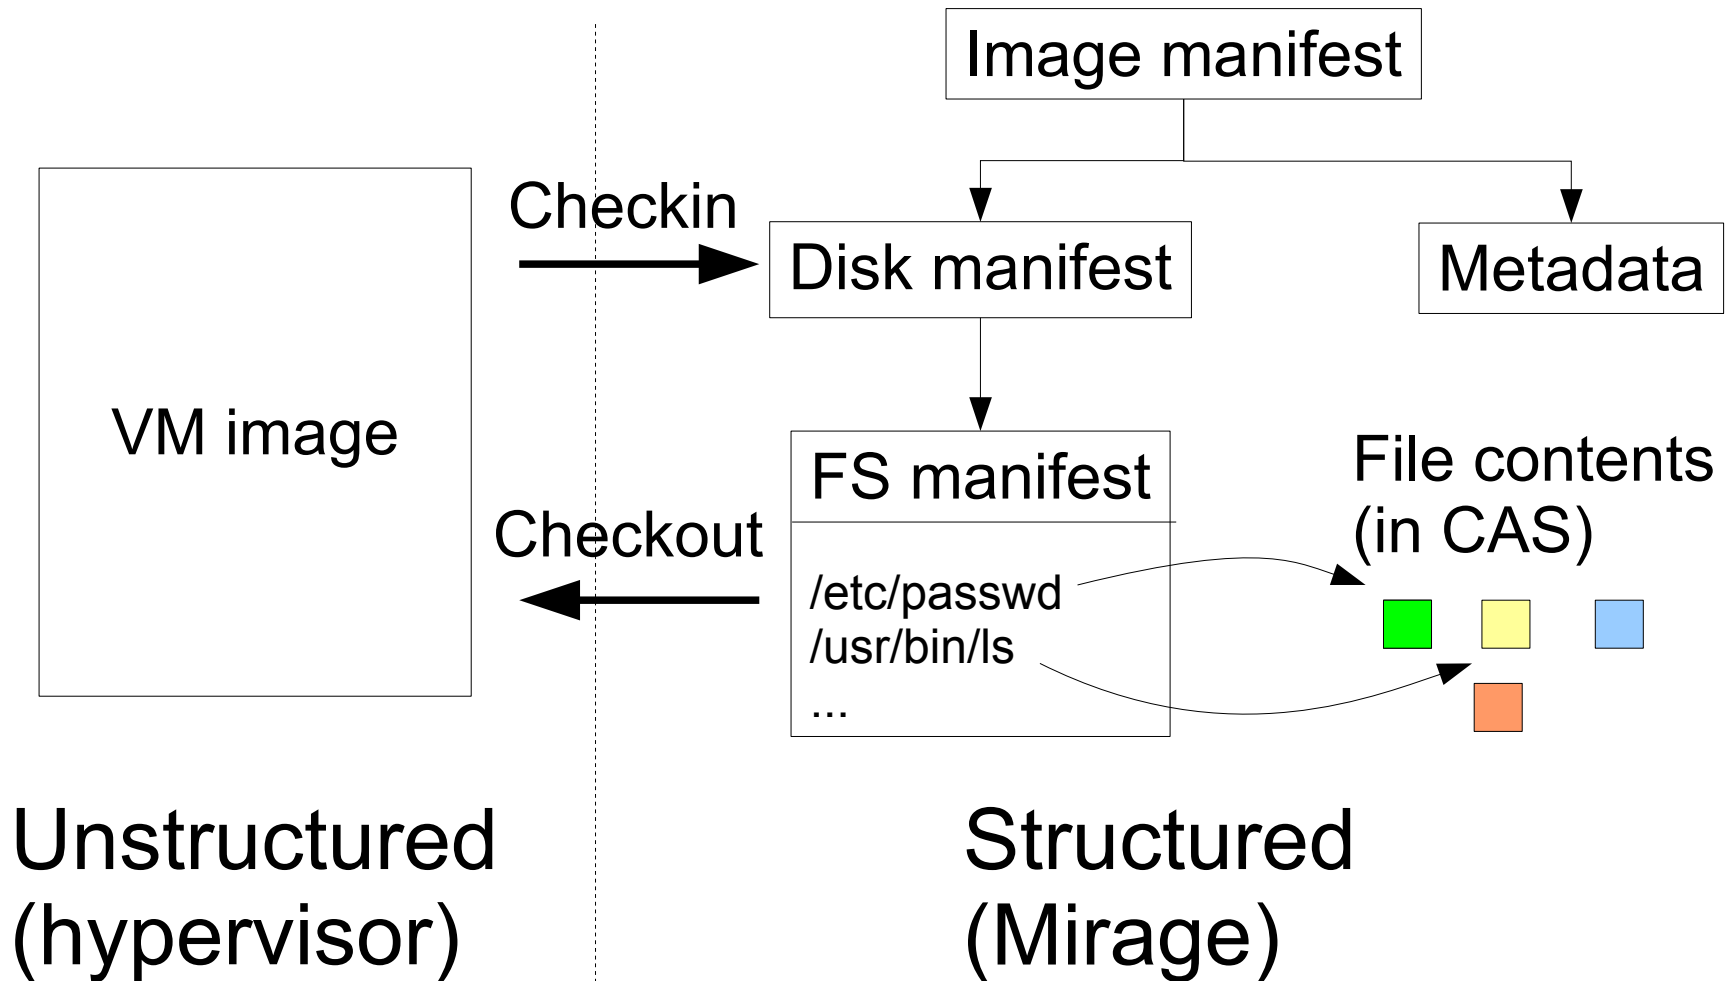 Image manifest
Checkin
Disk manifest
Metadata
VM image
FS manifest
File contents
(in CAS)
Checkout
/etc/passwd
/usr/bin/ls
...
Unstructured
(hypervisor)
Structured
(Mirage)